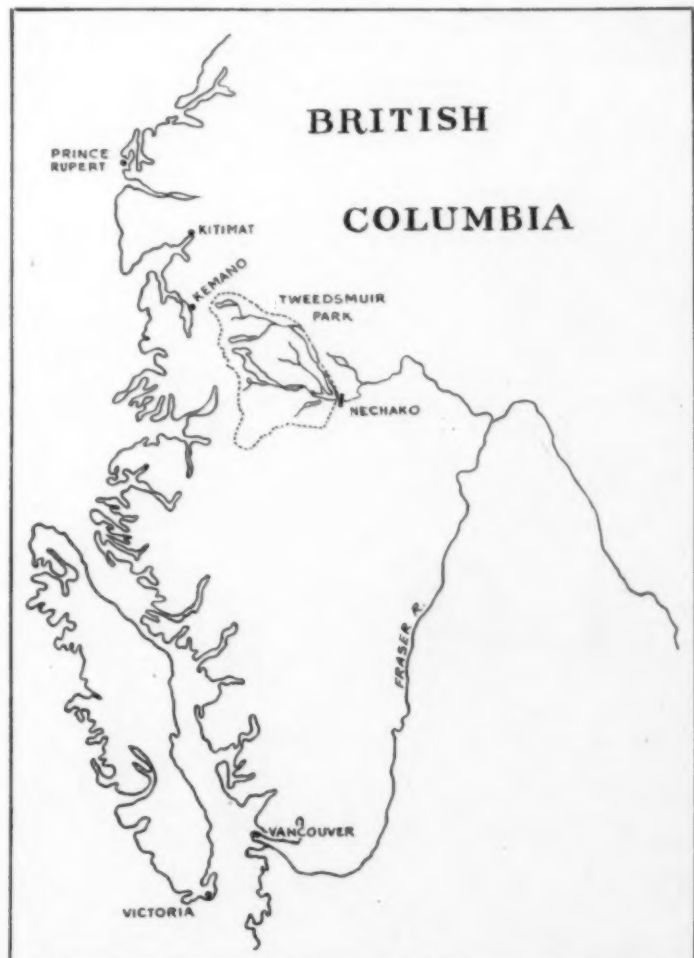 BRITISH
COLUMBIA
PRINCE
RUPERT
KITIMAT
KEMANO
TWEEDSMUIR
PARK
NECHAKO
FRASER R.
VANCOUVER
VICTORIA